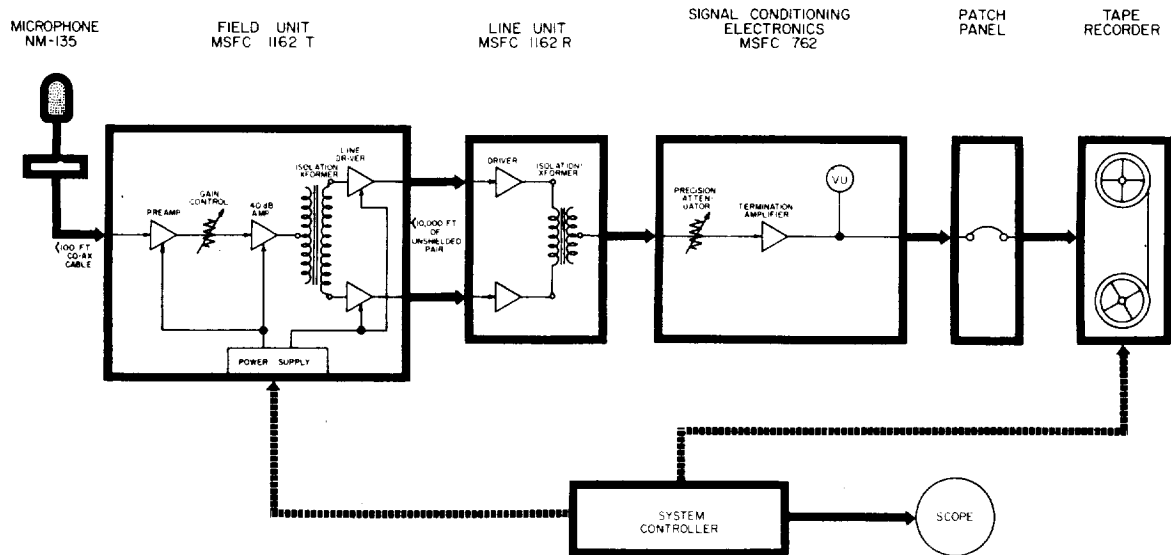 MICROPHONE
NM-135
FIELD UNIT
MSFC 1162 T
LINE UNIT
MSFC 1162 R
SIGNAL CONDITIONING
ELECTRONICS
MSFC 762
PATCH
PANEL
TAPE
RECORDER
<100 FT
CO-AX
CABLE
PREAMP
GAIN
CONTROL
40 dB
AMP
ISOLATION
XFORMER
LINE
DRIVER
POWER SUPPLY
<10,000 FT
OF
UNSHIELDED
PAIR
DRIVER
ISOLATION
XFORMER
PRECISION
ATTEN-
UATOR
TERMINATION
AMPLIFIER
VU
SYSTEM
CONTROLLER
SCOPE